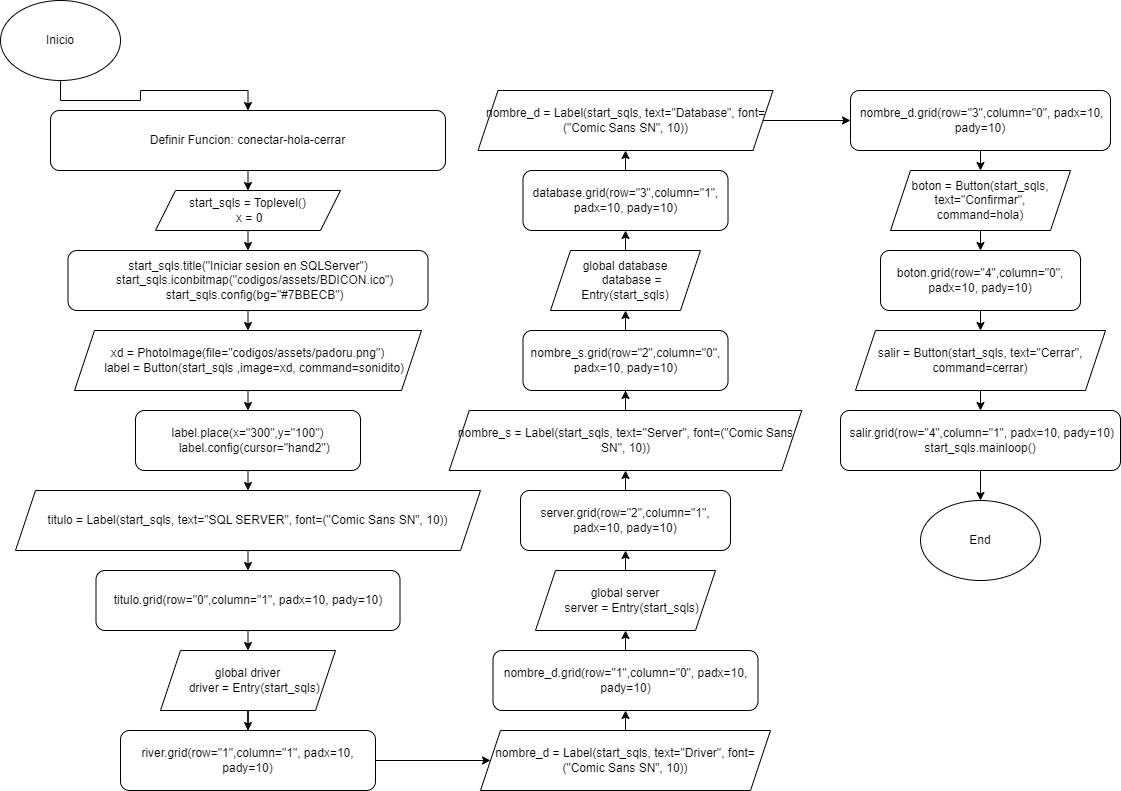 Inicio
Definir Funcion: conectar-hola-cerrar
start_sqls = Toplevel()
x = 0
start_sqls.title("Iniciar sesion en SQLServer")
start_sqls.iconbitmap("codigos/assets/BDICON.ico")
start_sqls.config(bg="#7BBECB")
xd = PhotoImage(file="codigos/assets/padoru.png")
label = Button(start_sqls ,image=xd, command=sonidito)
label.place(x="300",y="100")
label.config(cursor="hand2")
titulo = Label(start_sqls, text="SQL SERVER", font=("Comic Sans SN", 10))
titulo.grid(row="0",column="1", padx=10, pady=10)
global driver
driver = Entry(start_sqls)
river.grid(row="1",column="1", padx=10,
pady=10)
nombre_d = Label(start_sqls, text="Driver", font=
("Comic Sans SN", 10))
nombre_d.grid(row="1",column="0", padx=10,
pady=10)
global server
server = Entry(start_sqls)
server.grid(row="2",column="1",
padx=10, pady=10)
nombre_s = Label(start_sqls, text="Server", font=("Comic Sans
SN", 10))
nombre_s.grid(row="2",column="0",
padx=10, pady=10)
global database
database =
Entry(start_sqls)
database.grid(row="3",column="1",
padx=10, pady=10)
nombre_d = Label(start_sqls, text="Database", font=
("Comic Sans SN", 10))
nombre_d.grid(row="3",column="0", padx=10,
pady=10)
boton = Button(start_sqls,
text="Confirmar",
command=hola)
boton.grid(row="4",column="0",
padx=10, pady=10)
salir = Button(start_sqls, text="Cerrar",
command=cerrar)
salir.grid(row="4",column="1", padx=10, pady=10)
start_sqls.mainloop()
End